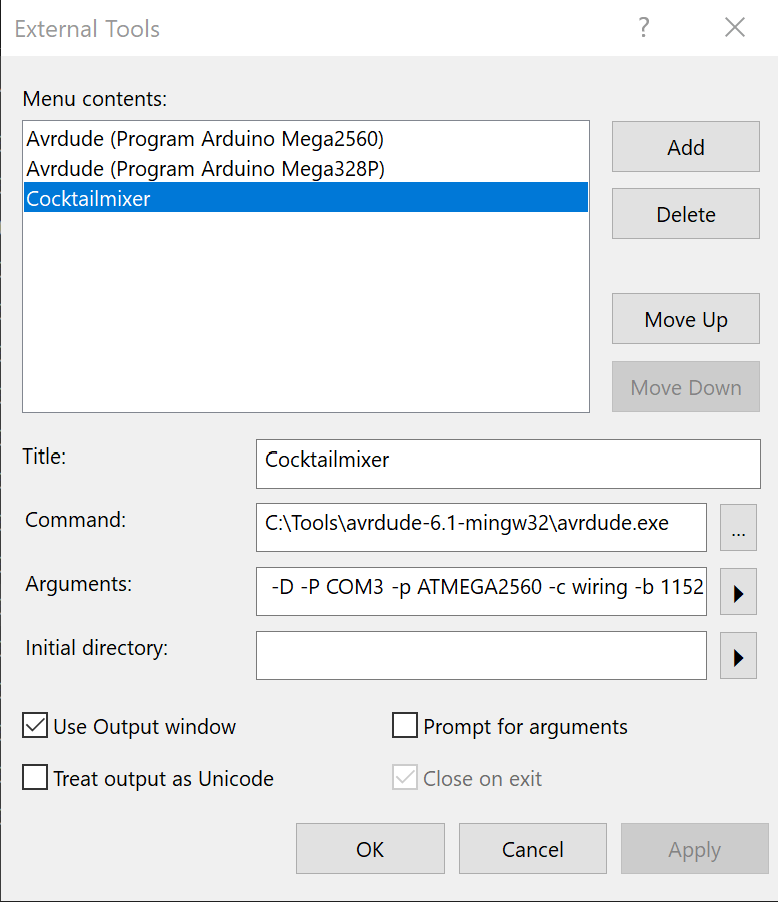 External Tools
?
Menu contents:
Avrdude (Program Arduino Mega2560)
Avrdude (Program Arduino Mega328P)
Cocktailmixer
Add
Delete
Move Up
Move Down
Title:
Cocktailmixer
Command:
C:\Tools\avrdude-6.1-mingw32\avrdude.exe
...
Arguments:
-D -P COM3 -p ATMEGA2560 -c wiring -b 1152
Initial directory:
Use Output window
Prompt for arguments
Treat output as Unicode
Close on exit
OK
Cancel
Apply